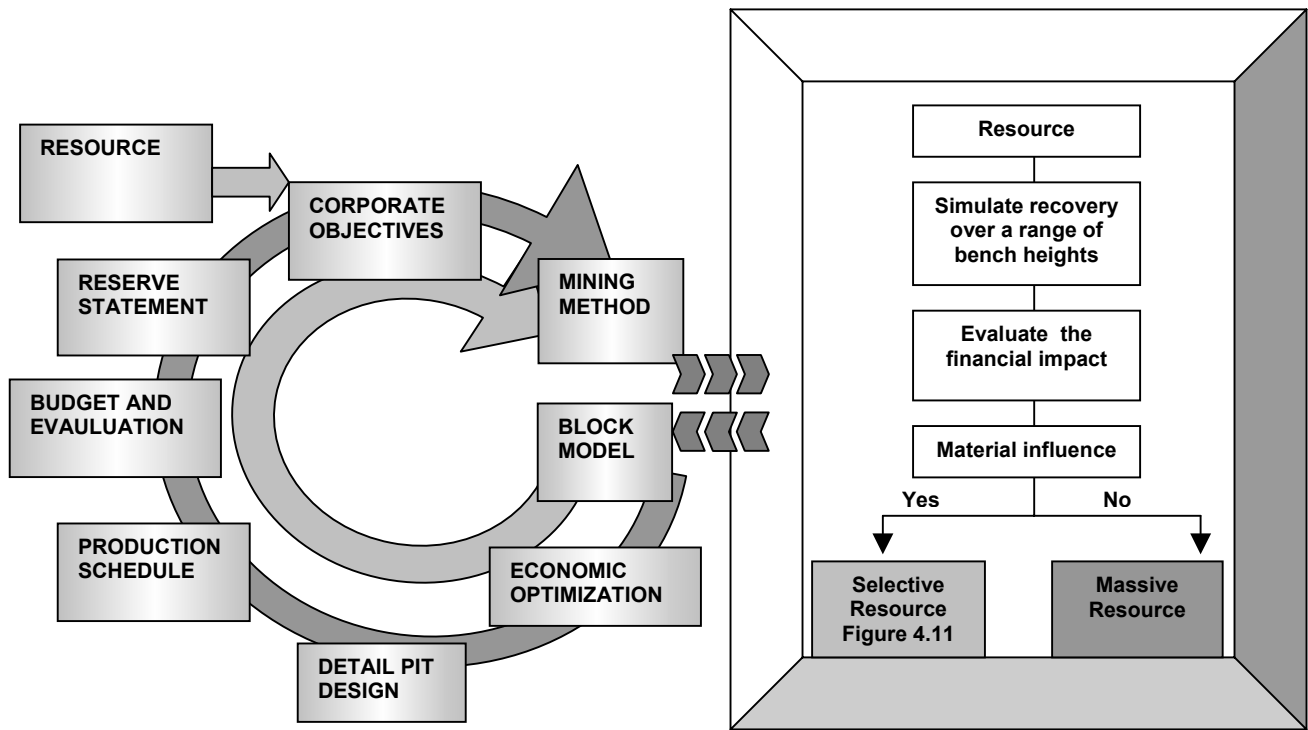 RESOURCE
CORPORATE
OBJECTIVES
MINING
METHOD
BLOCK
MODEL
ECONOMIC
OPTIMIZATION
DETAIL PIT
DESIGN
PRODUCTION
SCHEDULE
BUDGET AND
EVAULUATION
RESERVE
STATEMENT
Resource
Simulate recovery
over a range of
bench heights
Evaluate the
financial impact
Material influence
Yes
No
Selective
Resource
Figure 4.11
Massive
Resource